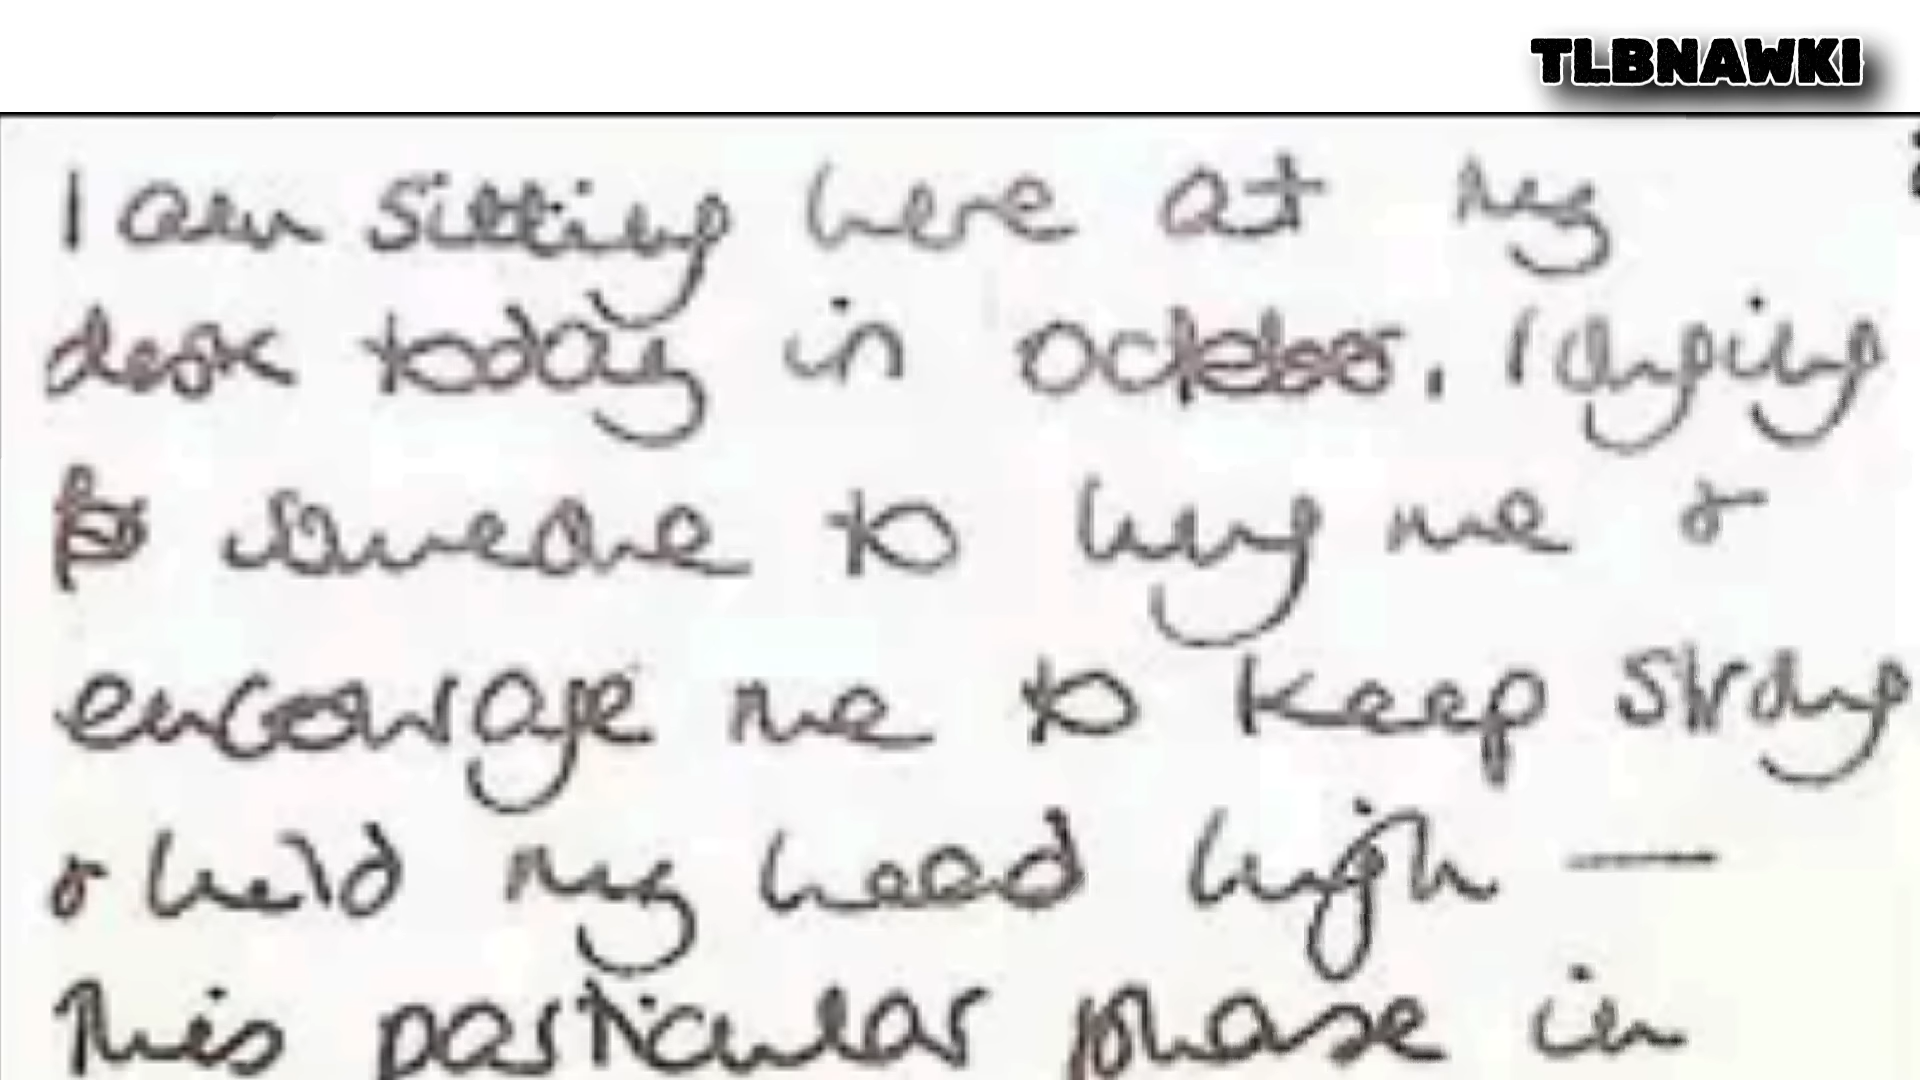 TLBNAWKI
I am sitting here at my
desk today in october, longing
for someone to hug me &
encourage me to keep strong
& hold my head high —
This particular phase in